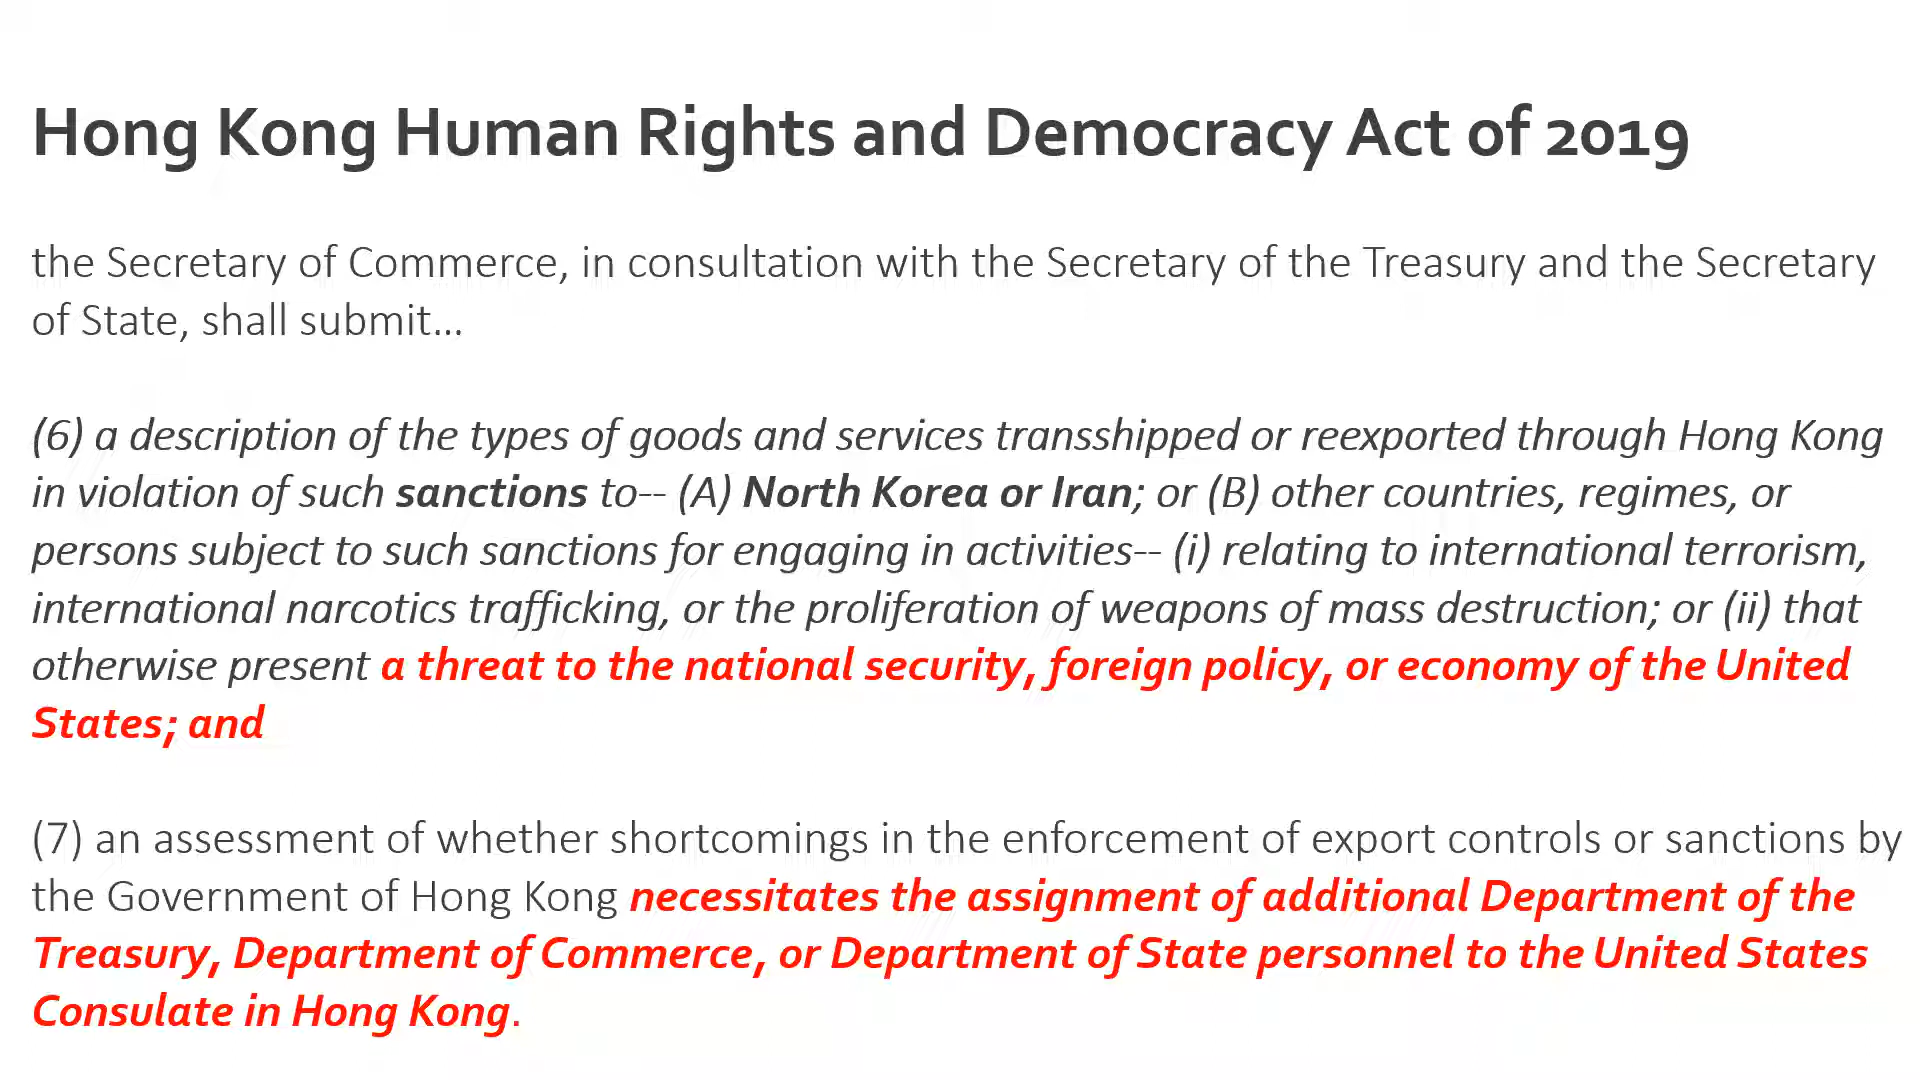 Hong Kong Human Rights and Democracy Act of 2019
the Secretary of Commerce, in consultation with the Secretary of the Treasury and the Secretary
of State, shall submit...
(6) a description of the types of goods and services transshipped or reexported through Hong Kong
in violation of such sanctions to-- (A) North Korea or Iran; or (B) other countries, regimes, or
persons subject to such sanctions for engaging in activities-- (i) relating to international terrorism,
international narcotics trafficking, or the proliferation of weapons of mass destruction; or (ii) that
otherwise present a threat to the national security, foreign policy, or economy of the United
States; and
(7) an assessment of whether shortcomings in the enforcement of export controls or sanctions by
the Government of Hong Kong necessitates the assignment of additional Department of the
Treasury, Department of Commerce, or Department of State personnel to the United States
Consulate in Hong Kong.